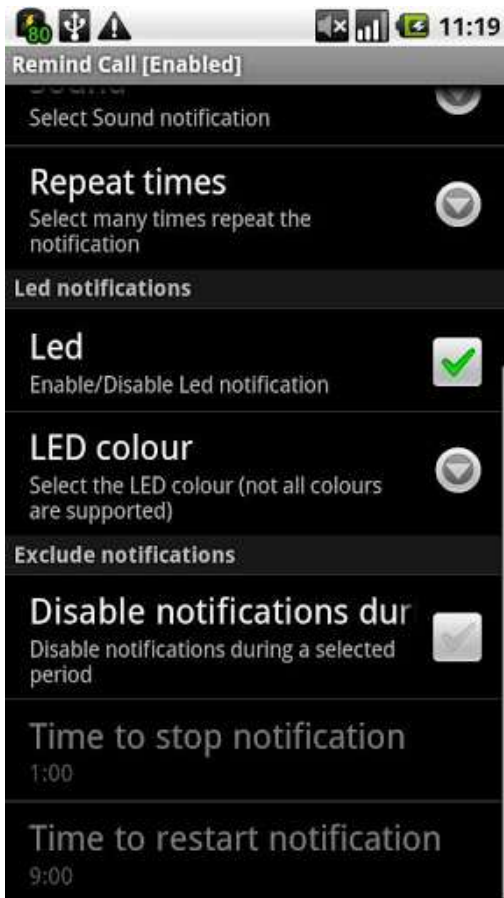 80
11:19
Remind Call [Enabled]
Sound
Select Sound notification
Repeat times
Select many times repeat the
notification
Led notifications
Led
Enable/Disable Led notification
LED colour
Select the LED colour (not all colours
are supported)
Exclude notifications
Disable notifications dur
Disable notifications during a selected
period
Time to stop notification
1:00
Time to restart notification
9:00